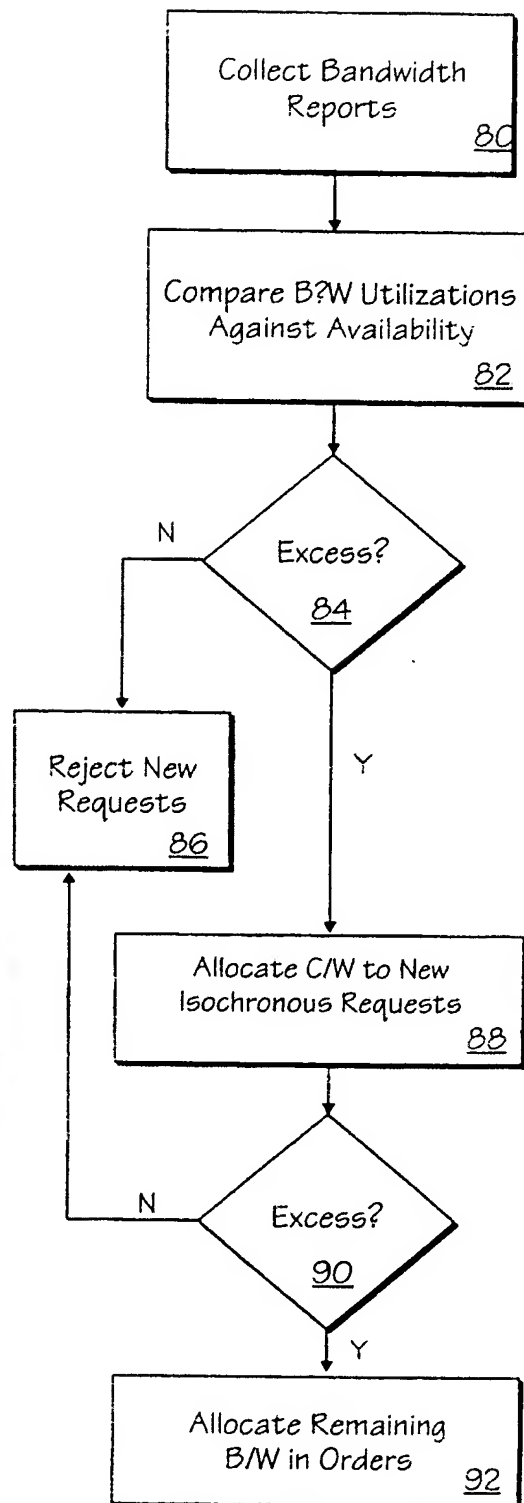 Collect Bandwidth
Reports
80
Compare B?W Utilizations
Against Availability
82
Excess?
84
N
Y
Reject New
Requests
86
Allocate C/W to New
Isochronous Requests
88
Excess?
90
N
Y
Allocate Remaining
B/W in Orders
92